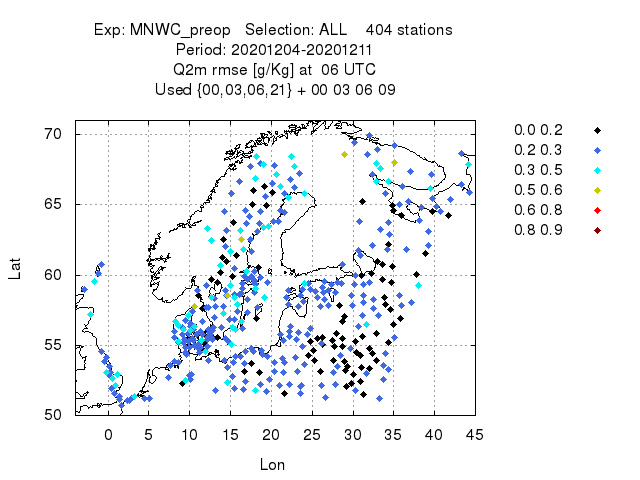 Exp: MNWC_preop   Selection: ALL    404 stations
Period: 20201204-20201211
Q2m rmse [g/Kg] at  06 UTC
Used {00,03,06,21} + 00 03 06 09
70
65
60
55
50
Lat
0 5 10 15 20 25 30 35 40 45
Lon
0.0 0.2
0.2 0.3
0.3 0.5
0.5 0.6
0.6 0.8
0.8 0.9